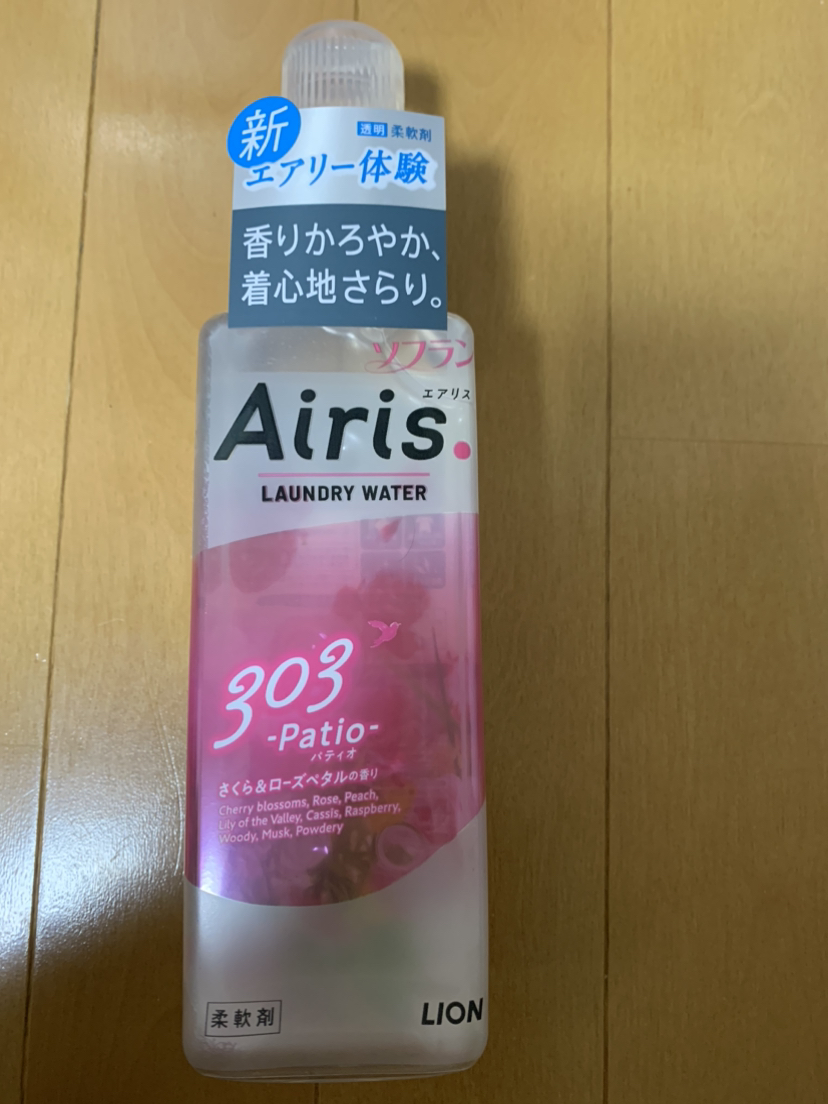 新
透明 柔軟剤
エアリー体験
香りかろやか、
着心地さらり。
ソフラン
エアリス
Airis.
LAUNDRY WATER
303
-Patio-
パティオ
さくら&ローズペタルの香り
Cherry blossoms, Rose, Peach,
Lily of the Valley, Cassis, Raspberry,
Woody, Musk, Powdery
柔軟剤
LION